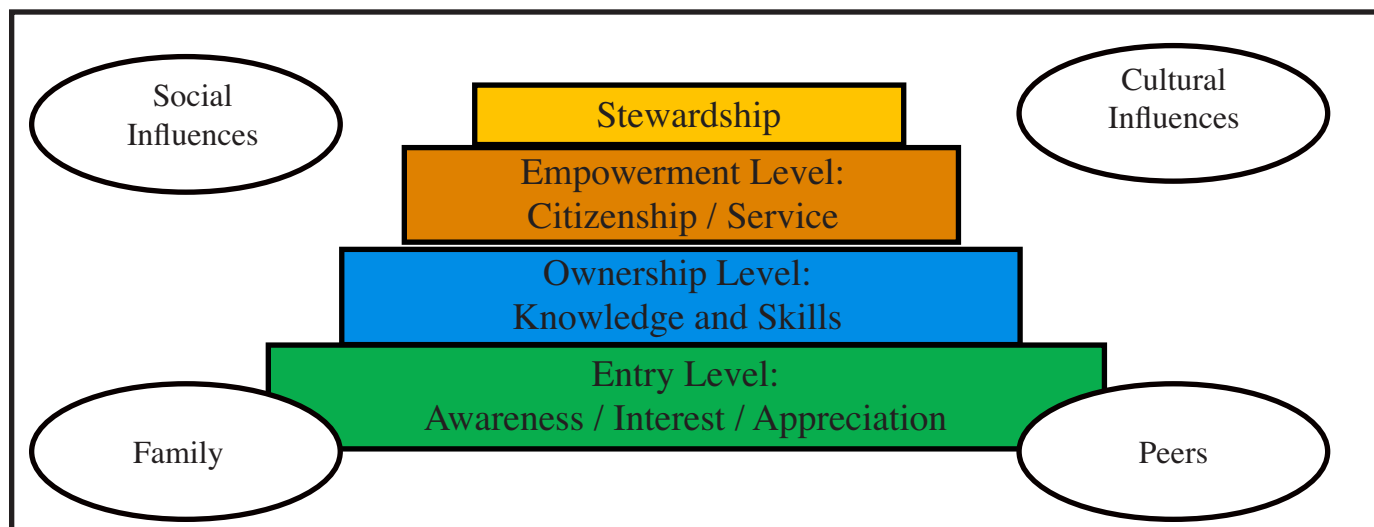 Social
Influences
Cultural
Influences
Stewardship
Empowerment Level:
Citizenship / Service
Ownership Level:
Knowledge and Skills
Entry Level:
Awareness / Interest / Appreciation
Family
Peers